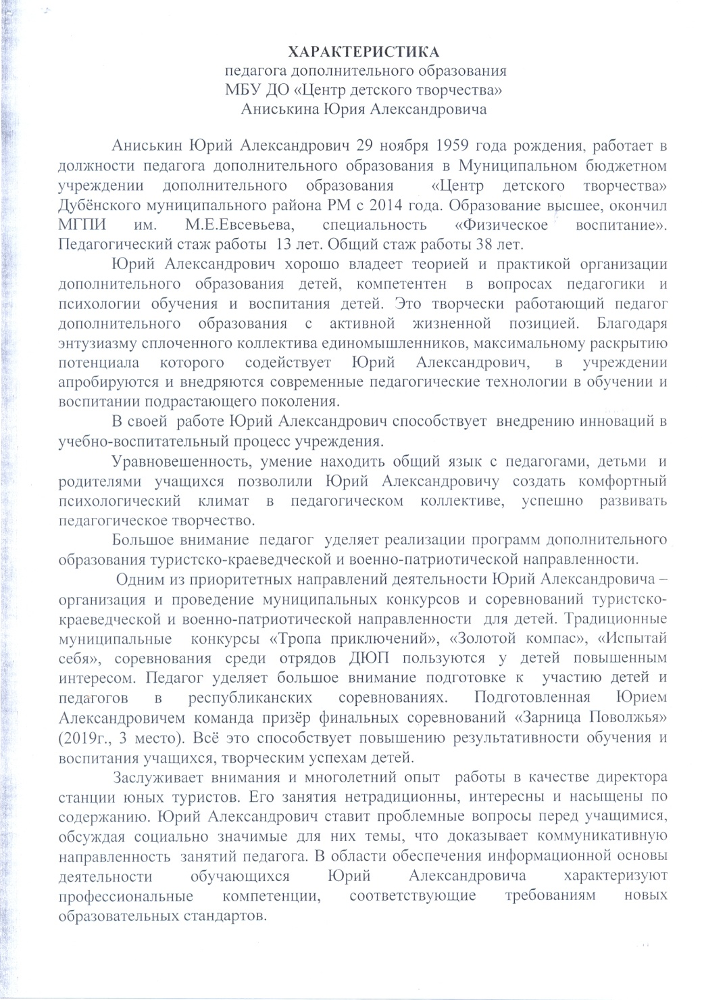 ХАРАКТЕРИСТИКА
педагога дополнительного образования
МБУ ДО «Центр детского творчества»
Аниськина Юрия Александровича
Аниськин Юрий Александрович 29 ноября 1959 года рождения, работает в
должности педагога дополнительного образования в Муниципальном бюджетном
учреждении дополнительного образования «Центр детского творчества»
Дубёнского муниципального района РМ с 2014 года. Образование высшее, окончил
МГПИ им. М.Е.Евсевьева, специальность «Физическое воспитание».
Педагогический стаж работы 13 лет. Общий стаж работы 38 лет.
Юрий Александрович хорошо владеет теорией и практикой организации
дополнительного образования детей, компетентен в вопросах педагогики и
психологии обучения и воспитания детей. Это творчески работающий педагог
дополнительного образования с активной жизненной позицией. Благодаря
энтузиазму сплоченного коллектива единомышленников, максимальному раскрытию
потенциала которого содействует Юрий Александрович, в учреждении
апробируются и внедряются современные педагогические технологии в обучении и
воспитании подрастающего поколения.
В своей работе Юрий Александрович способствует внедрению инноваций в
учебно-воспитательный процесс учреждения.
Уравновешенность, умение находить общий язык с педагогами, детьми и
родителями учащихся позволили Юрий Александровичу создать комфортный
психологический климат в педагогическом коллективе, успешно развивать
педагогическое творчество.
Большое внимание педагог уделяет реализации программ дополнительного
образования туристско-краеведческой и военно-патриотической направленности.
Одним из приоритетных направлений деятельности Юрий Александровича –
организация и проведение муниципальных конкурсов и соревнований туристско-
краеведческой и военно-патриотической направленности для детей. Традиционные
муниципальные конкурсы «Тропа приключений», «Золотой компас», «Испытай
себя», соревнования среди отрядов ДЮП пользуются у детей повышенным
интересом. Педагог уделяет большое внимание подготовке к участию детей и
педагогов в республиканских соревнованиях. Подготовленная Юрием
Александровичем команда призёр финальных соревнований «Зарница Поволжья»
(2019г., 3 место). Всё это способствует повышению результативности обучения и
воспитания учащихся, творческим успехам детей.
Заслуживает внимания и многолетний опыт работы в качестве директора
станции юных туристов. Его занятия нетрадиционны, интересны и насыщены по
содержанию. Юрий Александрович ставит проблемные вопросы перед учащимися,
обсуждая социально значимые для них темы, что доказывает коммуникативную
направленность занятий педагога. В области обеспечения информационной основы
деятельности обучающихся Юрий Александровича характеризуют
профессиональные компетенции, соответствующие требованиям новых
образовательных стандартов.